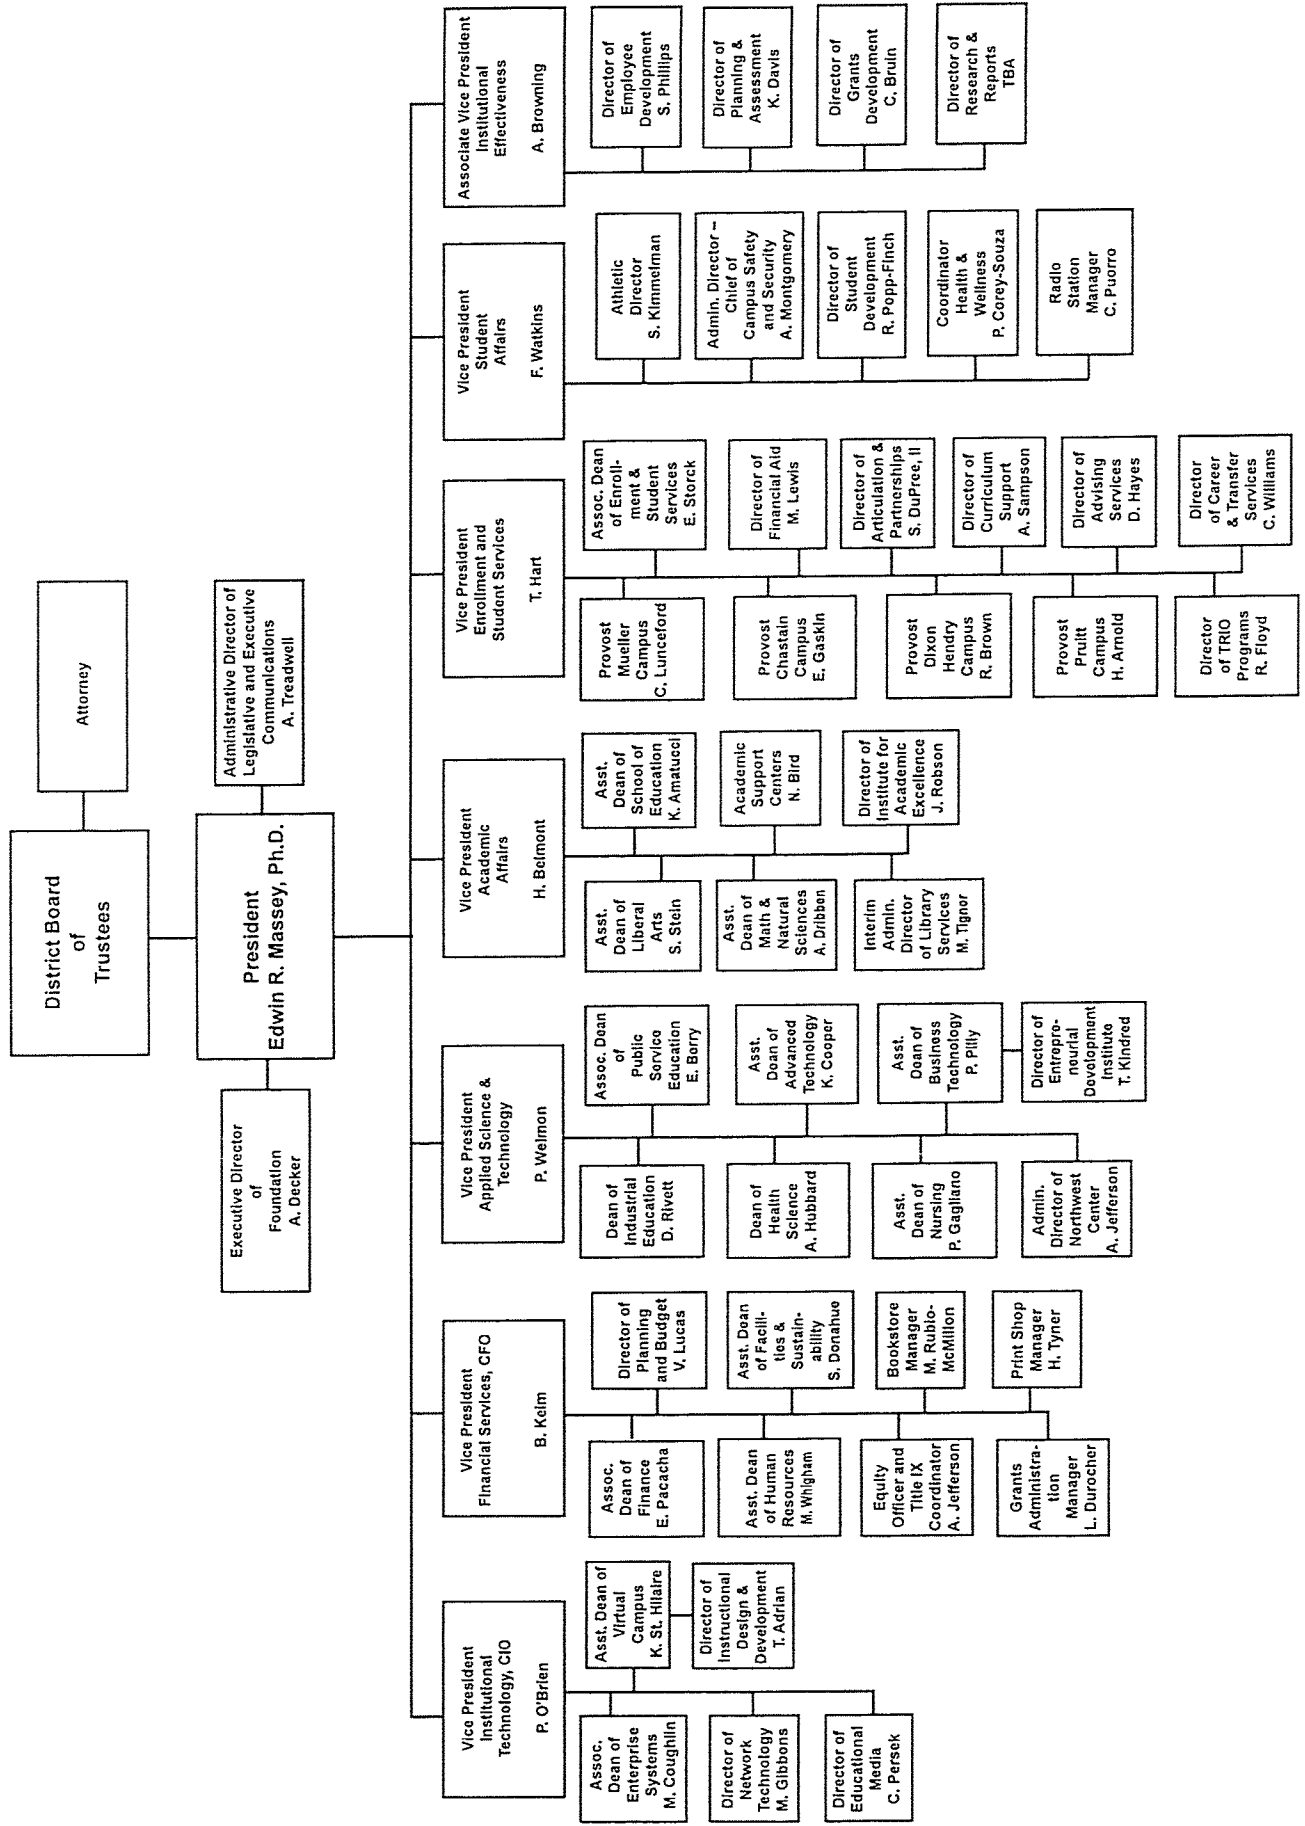 District Board
of
Trustees
Attorney
President
Edwin R. Massey, Ph.D.
Executive Director
of
Foundation
A. Decker
Administrative Director of
Legislative and Executive
Communications
A. Treadwell
Vice President
Institutional
Technology, CIO
P. O'Brien
Assoc.
Dean of
Enterprise
Systems
M. Coughlin
Asst. Dean of
Virtual
Campus
K. St. Hilaire
Director of
Instructional
Design &
Development
T. Adrian
Director of
Network
Technology
M. Gibbons
Director of
Educational
Media
C. Persek
Vice President
Financial Services, CFO
B. Keim
Assoc.
Dean of
Finance
E. Pacacha
Director of
Planning
and Budget
V. Lucas
Asst. Dean
of Human
Resources
M. Whigham
Asst. Dean
of Facili-
ties &
Sustain-
ability
S. Donahue
Equity
Officer and
Title IX
Coordinator
A. Jefferson
Bookstore
Manager
M. Rubio-
McMillon
Grants
Administra-
tion
Manager
L. Durocher
Print Shop
Manager
H. Tyner
Vice President
Applied Science &
Technology
P. Welmon
Dean of
Industrial
Education
D. Rivett
Assoc. Dean
of
Public
Service
Education
E. Berry
Dean of
Health
Science
A. Hubbard
Asst.
Dean of
Advanced
Technology
K. Cooper
Asst.
Dean of
Nursing
P. Gagliano
Asst.
Dean of
Business
Technology
P. Pilly
Admin.
Director of
Northwest
Center
A. Jefferson
Director of
Entrepre-
neurial
Development
Institute
T. Kindred
Vice President
Academic
Affairs
H. Belmont
Asst.
Dean of
Liberal
Arts
S. Stein
Asst.
Dean of
School of
Education
K. Amatucci
Asst.
Dean of
Math &
Natural
Sciences
A. Dribben
Academic
Support
Centers
N. Bird
Interim
Admin.
Director
of Library
Services
M. Tignor
Director of
Institute for
Academic
Excellence
J. Robson
Vice President
Enrollment and
Student Services
T. Hart
Provost
Mueller
Campus
C. Lunceford
Assoc. Dean
of Enroll-
ment &
Student
Services
E. Storck
Provost
Chastain
Campus
E. Gaskin
Director of
Financial Aid
M. Lewis
Provost
Dixon
Hendry
Campus
R. Brown
Director of
Articulation &
Partnerships
S. DuPree, II
Provost
Pruitt
Campus
H. Arnold
Director of
Curriculum
Support
A. Sampson
Director
of TRIO
Programs
R. Floyd
Director of
Advising
Services
D. Hayes
Director
of Career
& Transfer
Services
C. Williams
Vice President
Student
Affairs
F. Watkins
Athletic
Director
S. Kimmelman
Admin. Director –
Chief of
Campus Safety
and Security
A. Montgomery
Director of
Student
Development
R. Popp-Finch
Coordinator
Health &
Wellness
P. Corey-Souza
Radio
Station
Manager
C. Puorro
Associate Vice President
Institutional
Effectiveness
A. Browning
Director of
Employee
Development
S. Phillips
Director of
Planning &
Assessment
K. Davis
Director of
Grants
Development
C. Bruin
Director of
Research &
Reports
TBA